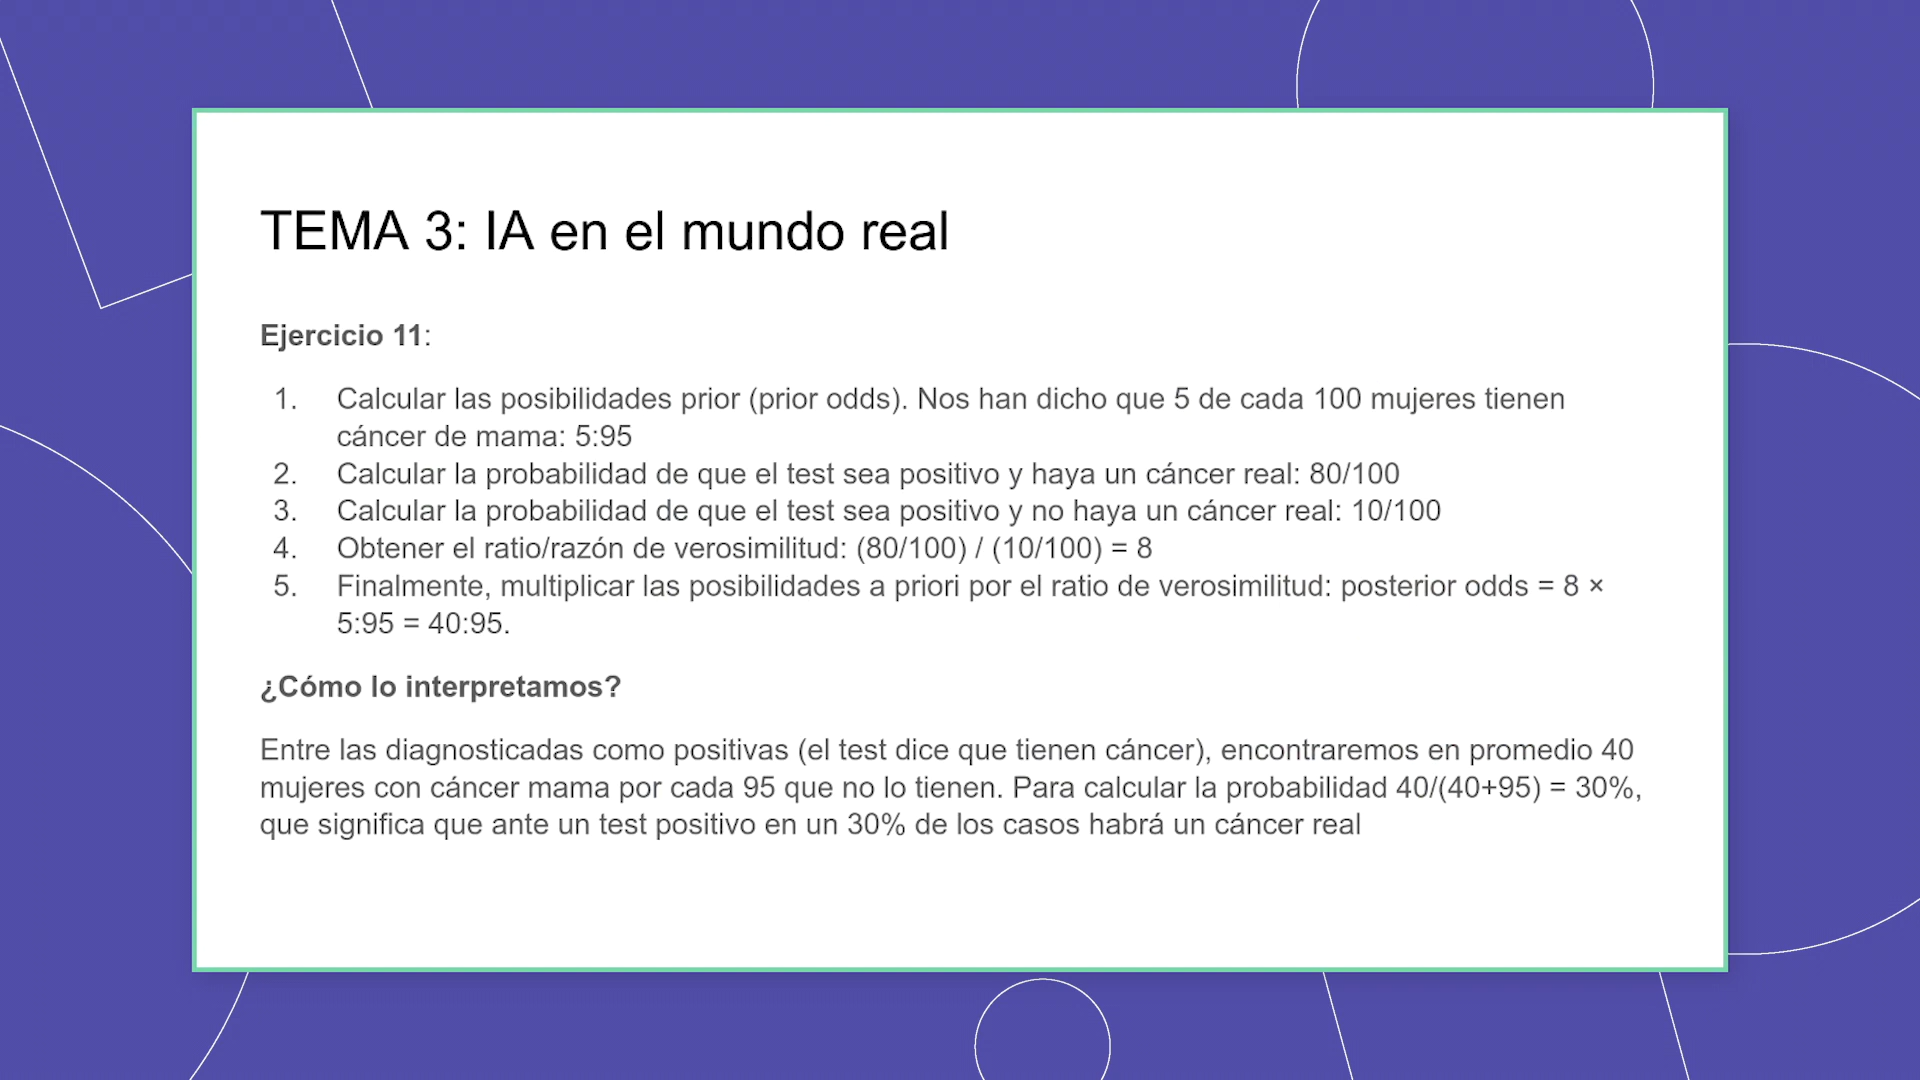 TEMA 3: IA en el mundo real
Ejercicio 11:
1. Calcular las posibilidades prior (prior odds). Nos han dicho que 5 de cada 100 mujeres tienen
cáncer de mama: 5:95
2. Calcular la probabilidad de que el test sea positivo y haya un cáncer real: 80/100
3. Calcular la probabilidad de que el test sea positivo y no haya un cáncer real: 10/100
4. Obtener el ratio/razón de verosimilitud: (80/100) / (10/100) = 8
5. Finalmente, multiplicar las posibilidades a priori por el ratio de verosimilitud: posterior odds = 8 ×
5:95 = 40:95.
¿Cómo lo interpretamos?
Entre las diagnosticadas como positivas (el test dice que tienen cáncer), encontraremos en promedio 40
mujeres con cáncer mama por cada 95 que no lo tienen. Para calcular la probabilidad 40/(40+95) = 30%,
que significa que ante un test positivo en un 30% de los casos habrá un cáncer real